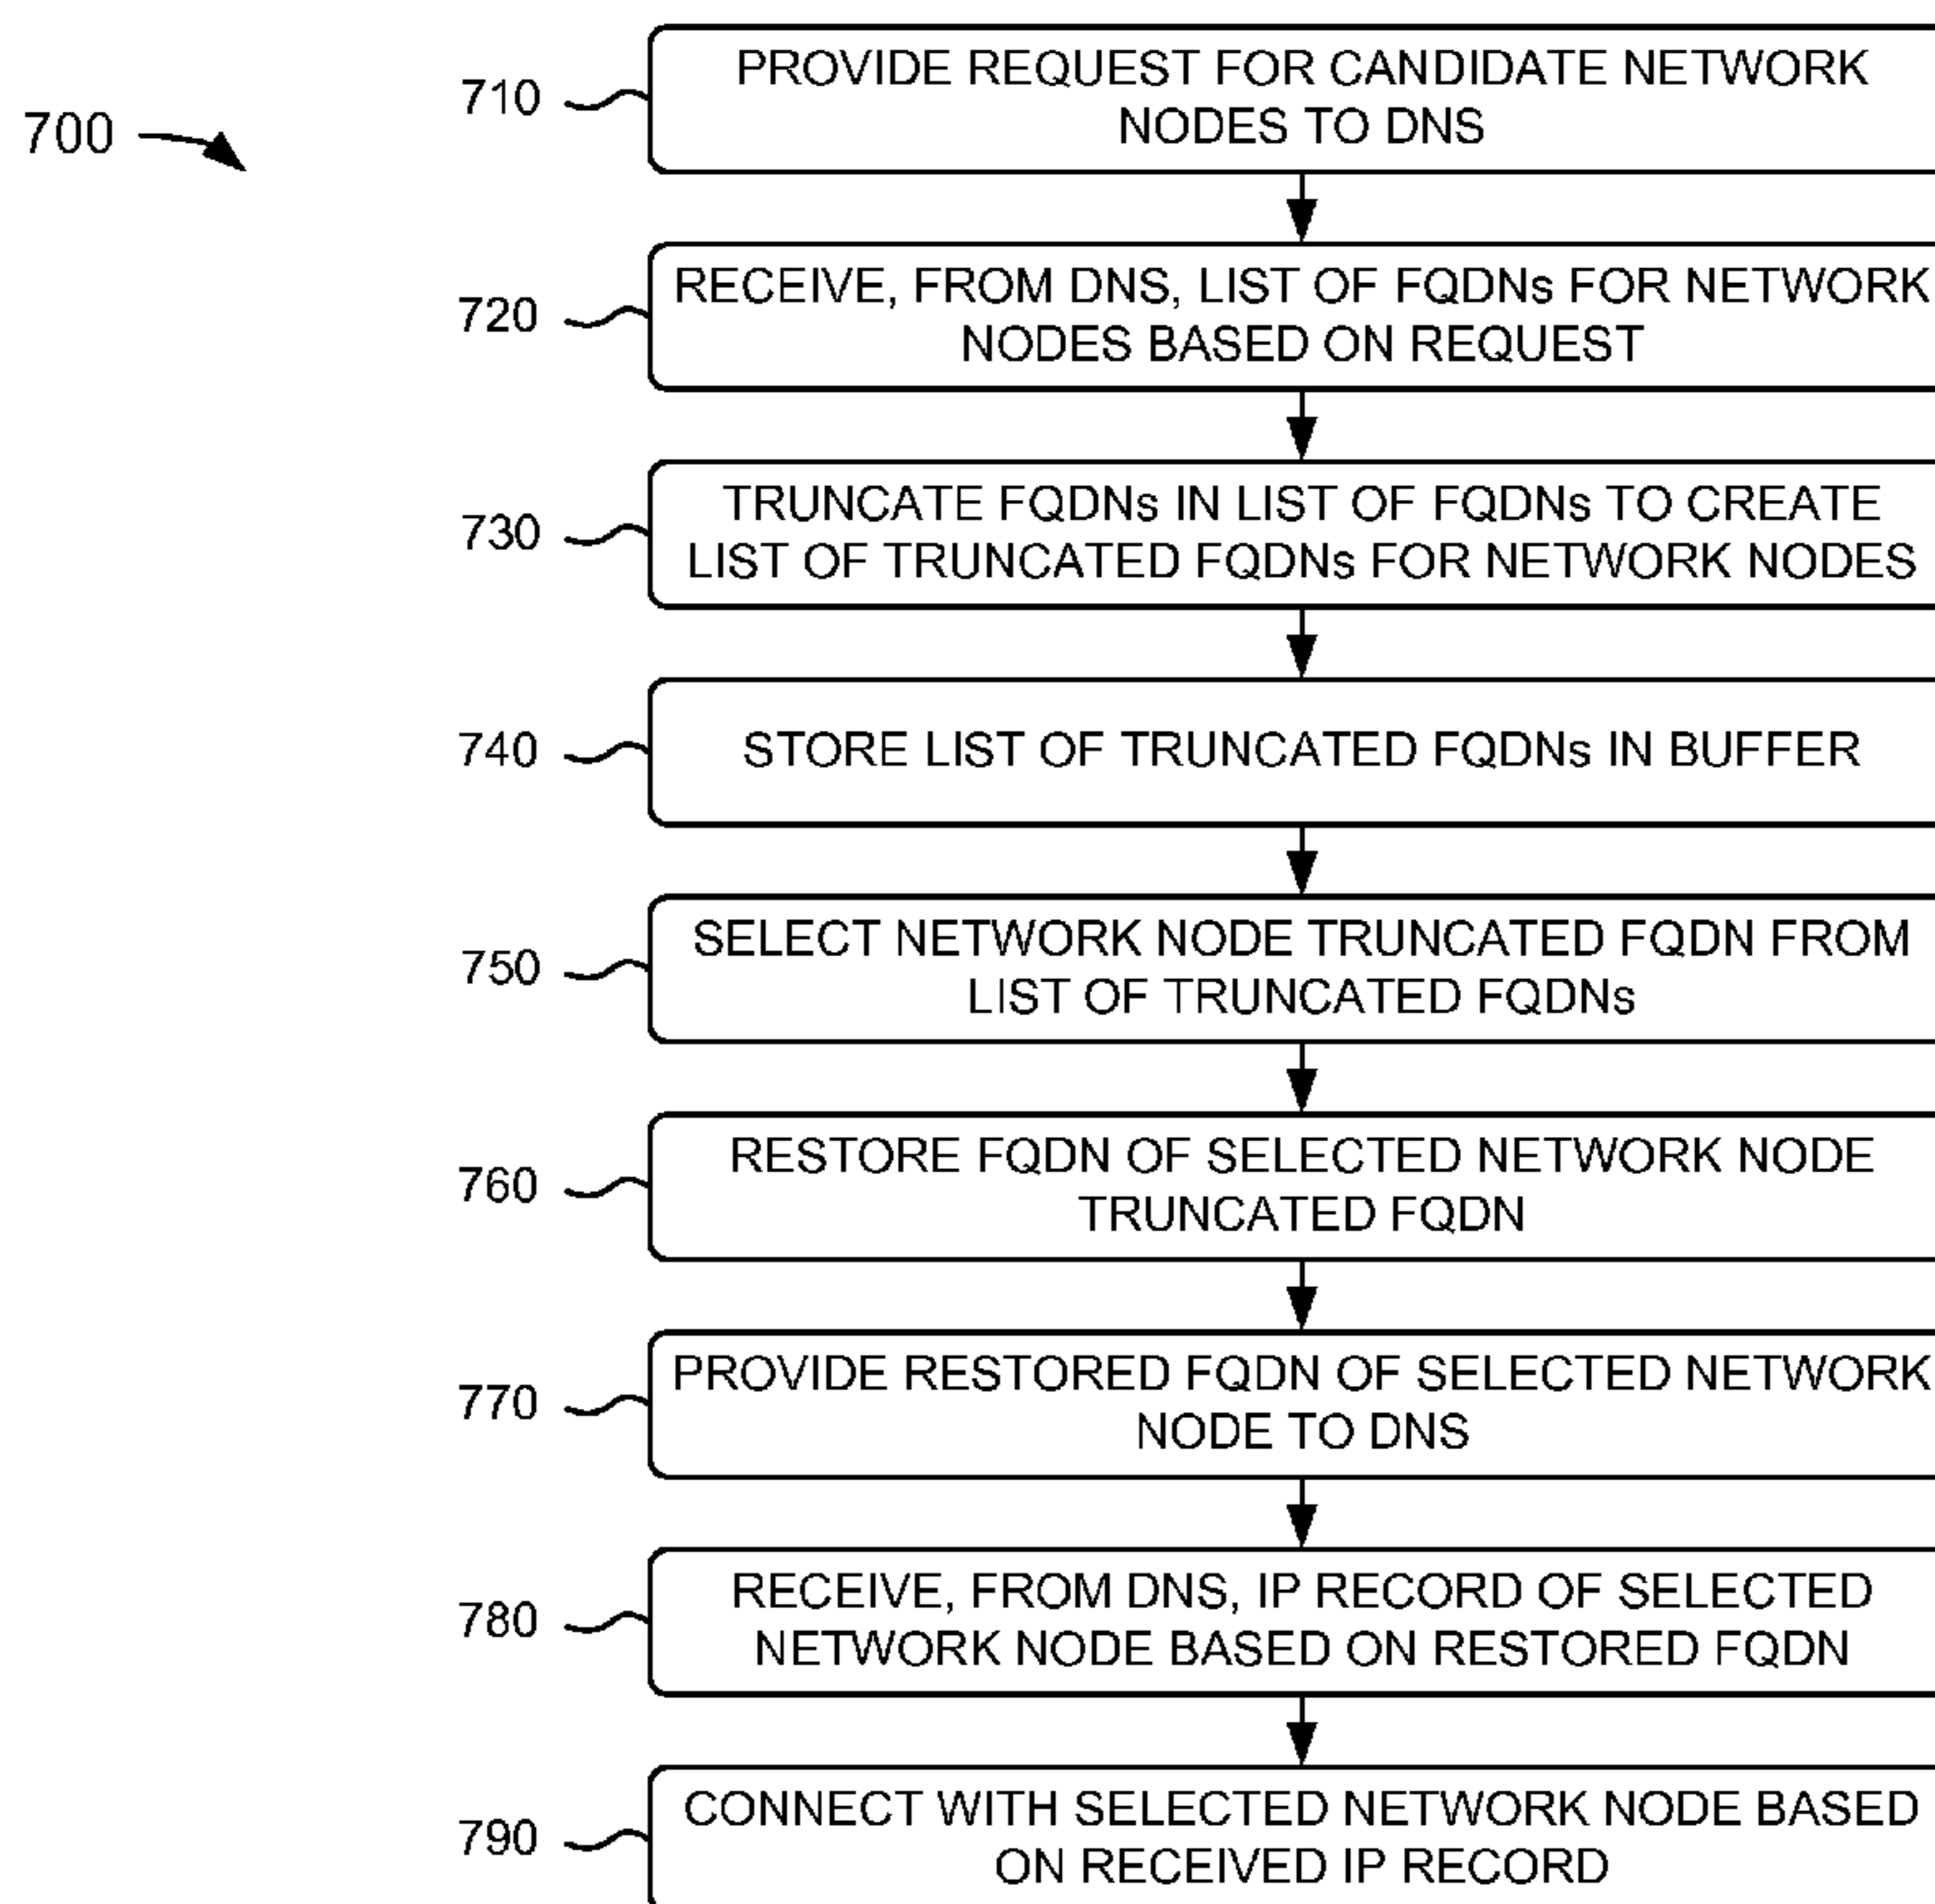 700
710
PROVIDE REQUEST FOR CANDIDATE NETWORK
NODES TO DNS
720
RECEIVE, FROM DNS, LIST OF FQDNs FOR NETWORK
NODES BASED ON REQUEST
730
TRUNCATE FQDNs IN LIST OF FQDNs TO CREATE
LIST OF TRUNCATED FQDNs FOR NETWORK NODES
740
STORE LIST OF TRUNCATED FQDNs IN BUFFER
750
SELECT NETWORK NODE TRUNCATED FQDN FROM
LIST OF TRUNCATED FQDNs
760
RESTORE FQDN OF SELECTED NETWORK NODE
TRUNCATED FQDN
770
PROVIDE RESTORED FQDN OF SELECTED NETWORK
NODE TO DNS
780
RECEIVE, FROM DNS, IP RECORD OF SELECTED
NETWORK NODE BASED ON RESTORED FQDN
790
CONNECT WITH SELECTED NETWORK NODE BASED
ON RECEIVED IP RECORD